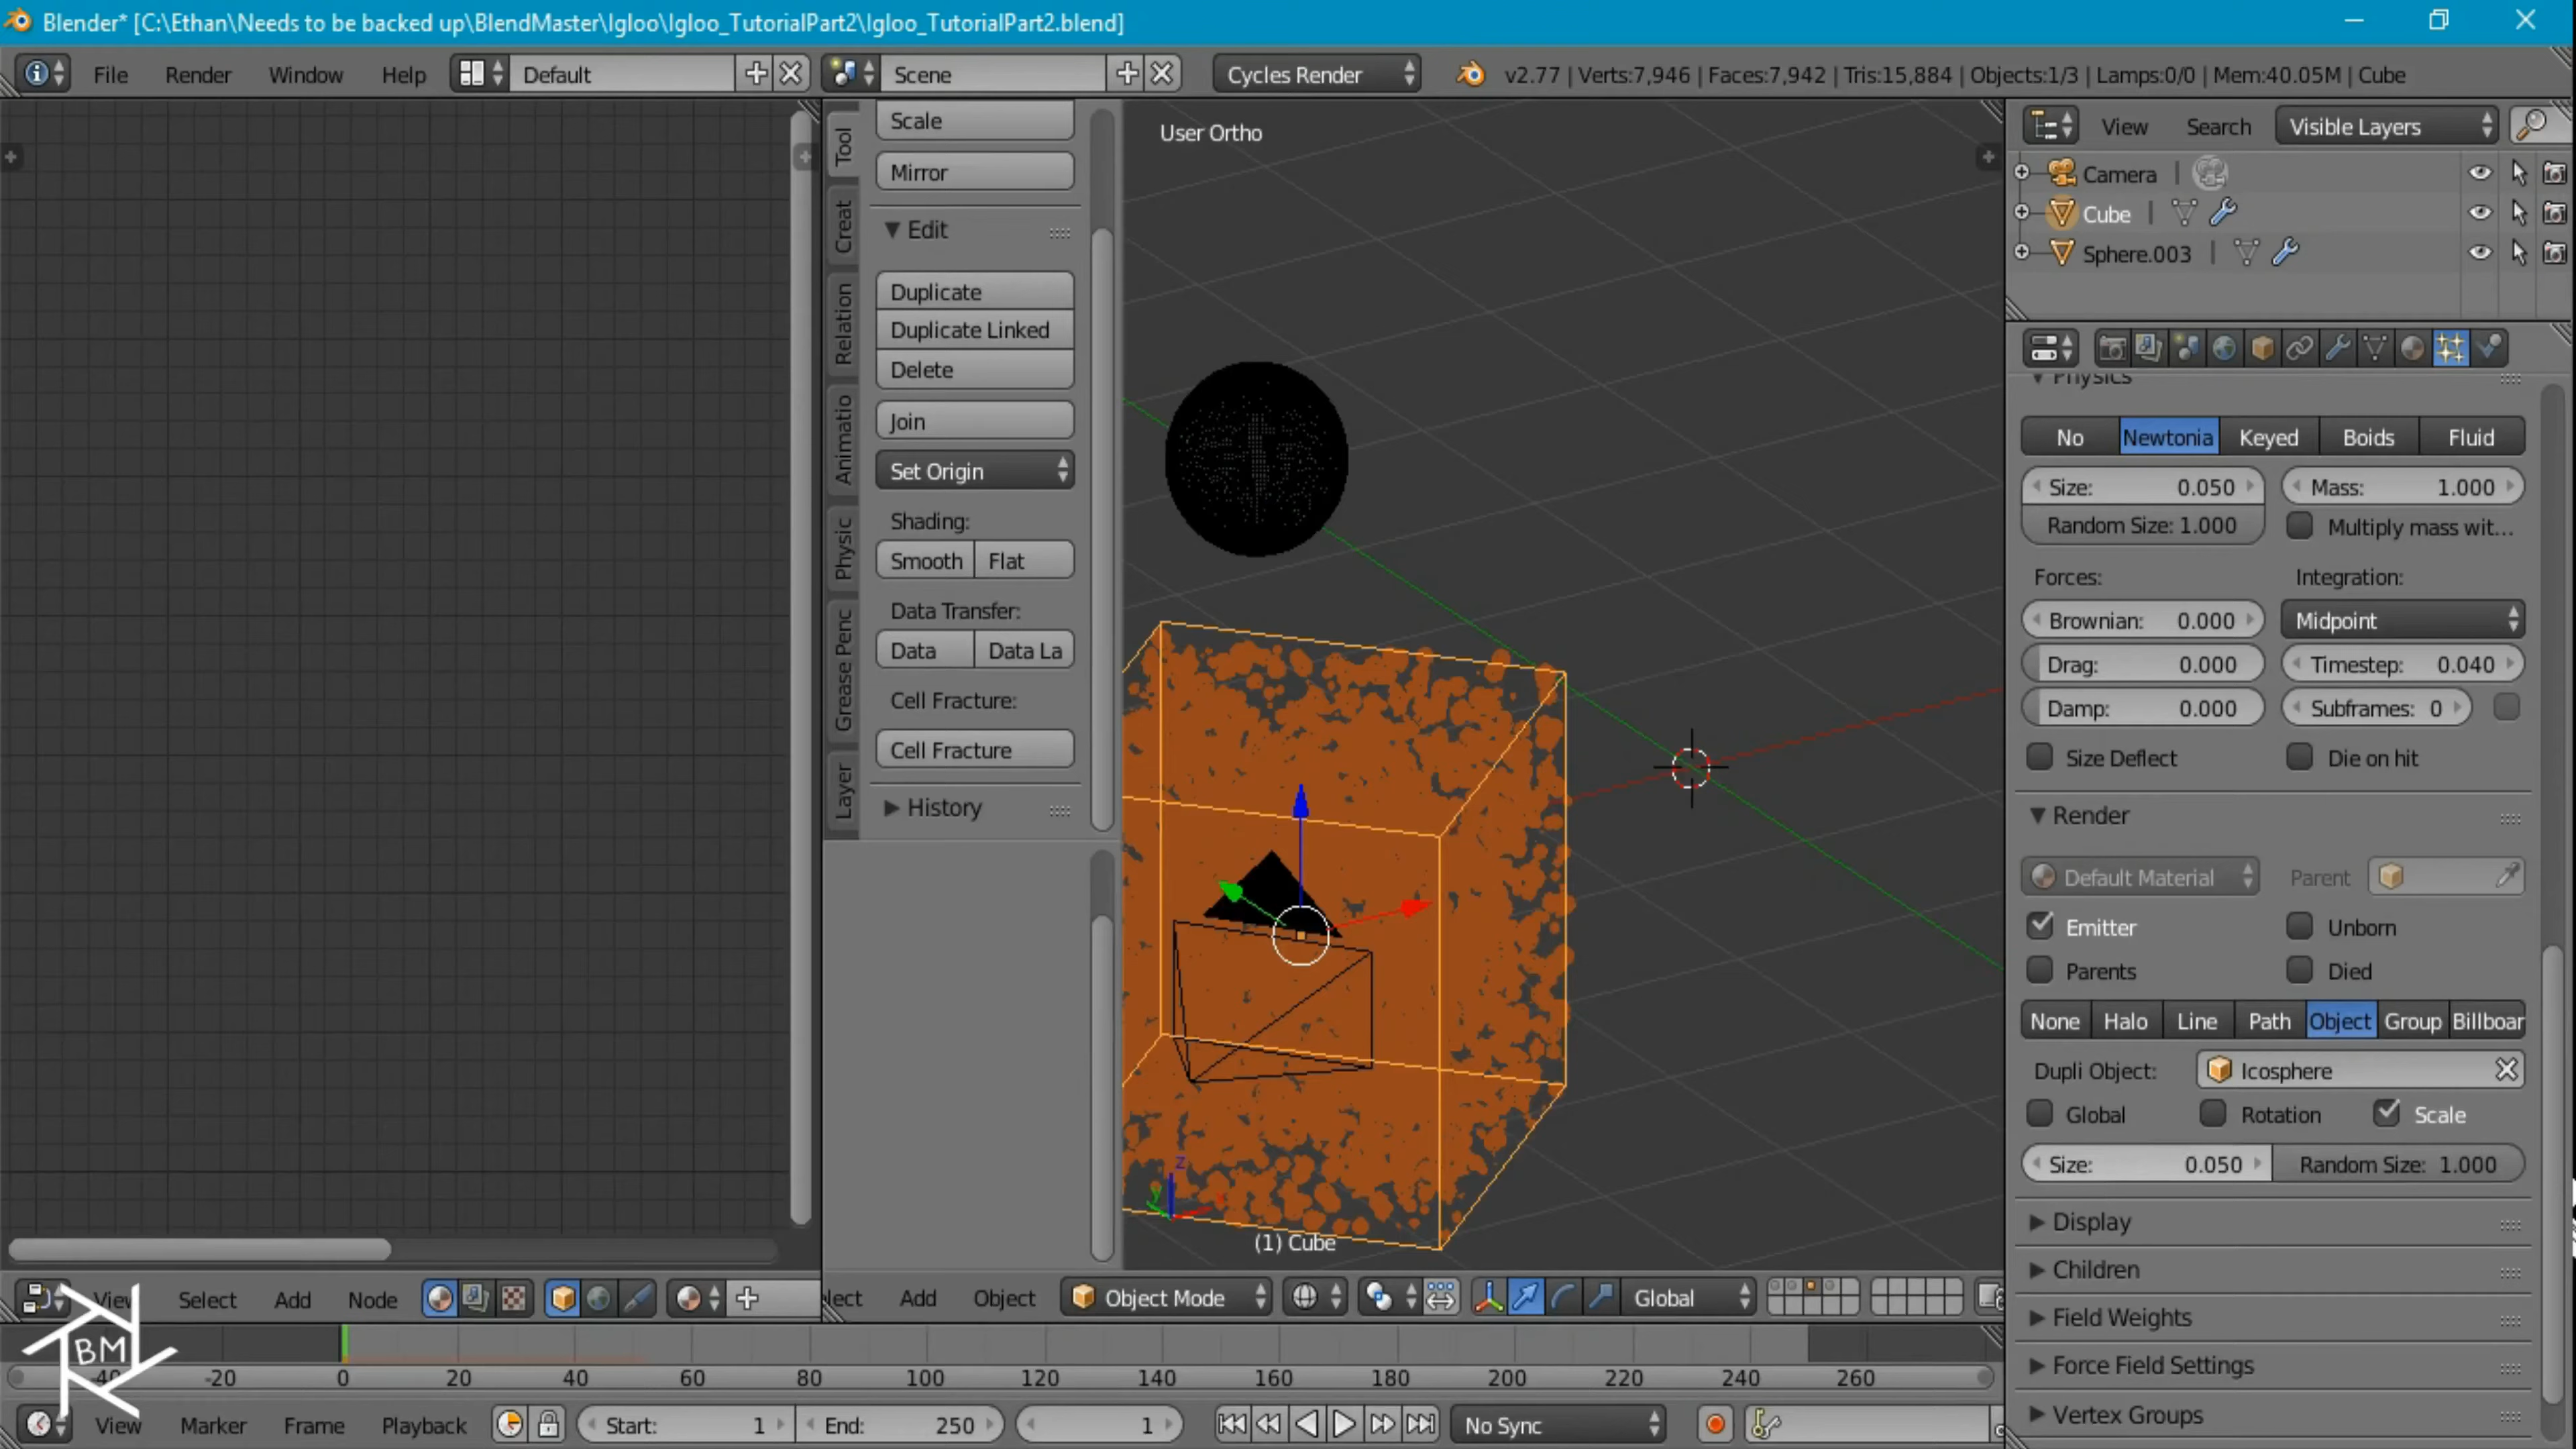 Blender* [C:\Ethan\Needs to be backed up\BlendMaster\Igloo\Igloo_TutorialPart2\Igloo_TutorialPart2.blend]
File Render Window Help Default Scene Cycles Render v2.77 | Verts:7,946 | Faces:7,942 | Tris:15,884 | Objects:1/3 | Lamps:0/0 | Mem:40.05M | Cube
Tool
Creat
Relation
Animatio
Physic
Grease Penc
Layer
Scale
Mirror
Edit
Duplicate
Duplicate Linked
Delete
Join
Set Origin
Shading:
Smooth Flat
Data Transfer:
Data Data La
Cell Fracture:
Cell Fracture
History
User Ortho
z
y
x
(1) Cube
View Search Visible Layers
Camera
Cube
Sphere.003
Physics
No Newtonia Keyed Boids Fluid
Size: 0.050 Mass: 1.000
Random Size: 1.000 Multiply mass wit...
Forces: Integration:
Brownian: 0.000 Midpoint
Drag: 0.000 Timestep: 0.040
Damp: 0.000 Subframes: 0
Size Deflect Die on hit
Render
Default Material Parent
Emitter Unborn
Parents Died
None Halo Line Path Object Group Billboar
Dupli Object: Icosphere
Global Rotation Scale
Size: 0.050 Random Size: 1.000
Display
Children
Field Weights
Force Field Settings
Vertex Groups
View Select Add Node
lect Add Object Object Mode Global
BM
-40 -20 0 20 40 60 80 100 120 140 160 180 200 220 240 260
View Marker Frame Playback Start: 1 End: 250 1 No Sync